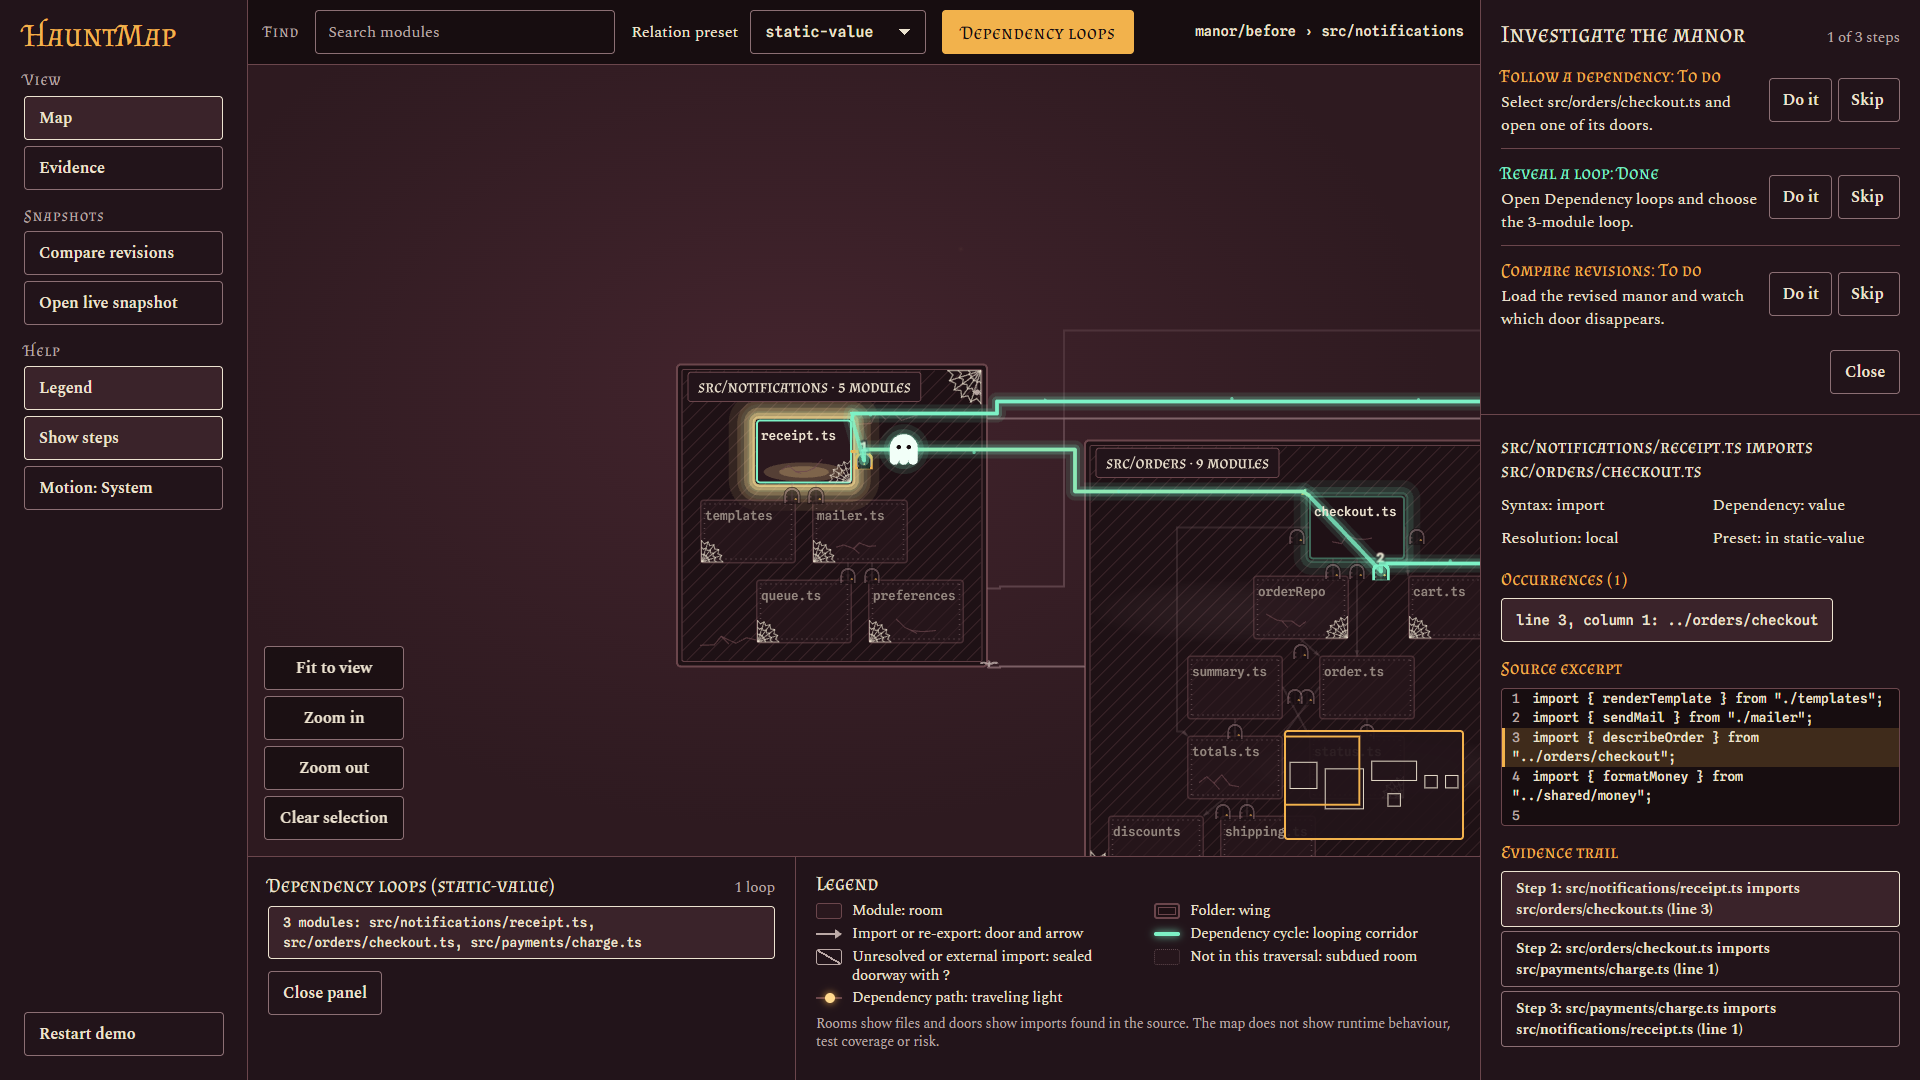 HauntMap
View
Map
Evidence
Snapshots
Compare revisions
Open live snapshot
Help
Legend
Show steps
Motion: System
Restart demo
Find
Search modules
Relation preset
static-value
Dependency loops
manor/before › src/notifications
src/notifications · 5 modules
receipt.ts
1
templates
mailer.ts
queue.ts
preferences
src/orders · 9 modules
checkout.ts
2
orderRepo
cart.ts
summary.ts
order.ts
totals.ts
status.ts
discounts
shipping.ts
Fit to view
Zoom in
Zoom out
Clear selection
Dependency loops (static-value)
1 loop
3 modules: src/notifications/receipt.ts,
src/orders/checkout.ts, src/payments/charge.ts
Close panel
Legend
Module: room
Folder: wing
Import or re-export: door and arrow
Dependency cycle: looping corridor
Unresolved or external import: sealed
doorway with ?
Not in this traversal: subdued room
Dependency path: traveling light
Rooms show files and doors show imports found in the source. The map does not show runtime behaviour,
test coverage or risk.
Investigate the manor
1 of 3 steps
Follow a dependency: To do
Select src/orders/checkout.ts and
open one of its doors.
Do it
Skip
Reveal a loop: Done
Open Dependency loops and choose
the 3-module loop.
Do it
Skip
Compare revisions: To do
Load the revised manor and watch
which door disappears.
Do it
Skip
Close
src/notifications/receipt.ts imports
src/orders/checkout.ts
Syntax: import
Dependency: value
Resolution: local
Preset: in static-value
Occurrences (1)
line 3, column 1: ../orders/checkout
Source excerpt
1 import { renderTemplate } from "./templates";
2 import { sendMail } from "./mailer";
3 import { describeOrder } from
"../orders/checkout";
4 import { formatMoney } from
"../shared/money";
5
Evidence trail
Step 1: src/notifications/receipt.ts imports
src/orders/checkout.ts (line 3)
Step 2: src/orders/checkout.ts imports
src/payments/charge.ts (line 1)
Step 3: src/payments/charge.ts imports
src/notifications/receipt.ts (line 1)